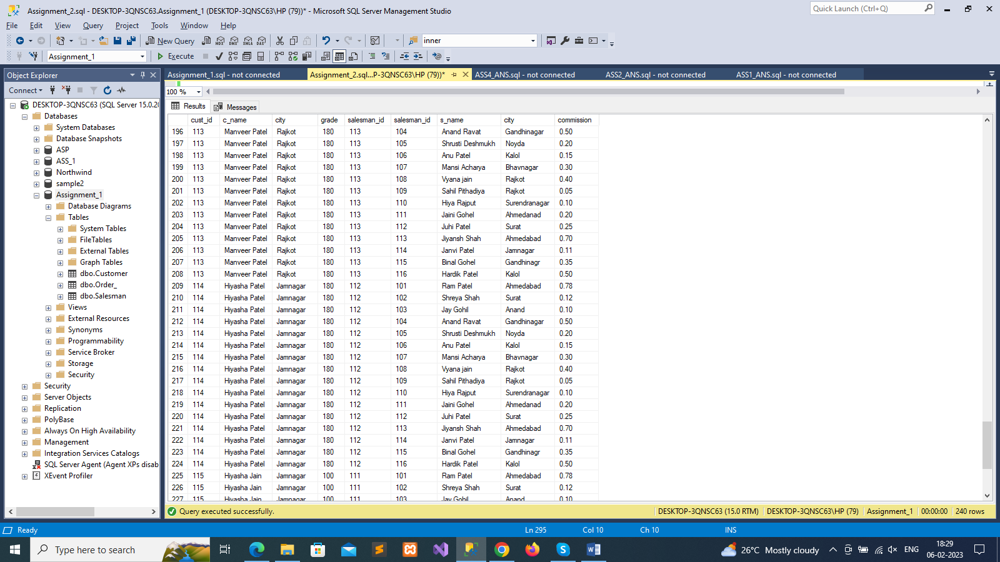 Assignment_2.sql - DESKTOP-3QNSC63.Assignment_1 (DESKTOP-3QNSC63\HP (79))* - Microsoft SQL Server Management Studio
Quick Launch (Ctrl+Q)
File Edit View Query Project Tools Window Help
New Query MDX DMX XMLA DAX inner
Assignment_1 Execute
Object Explorer
Connect
DESKTOP-3QNSC63 (SQL Server 15.0.20
Databases
System Databases
Database Snapshots
ASP
ASS_1
Northwind
sample2
Assignment_1
Database Diagrams
Tables
System Tables
FileTables
External Tables
Graph Tables
dbo.Customer
dbo.Order_
dbo.Salesman
Views
External Resources
Synonyms
Programmability
Service Broker
Storage
Security
Security
Server Objects
Replication
PolyBase
Always On High Availability
Management
Integration Services Catalogs
SQL Server Agent (Agent XPs disab
XEvent Profiler
Assignment_1.sql - not connected Assignment_2.sql...P-3QNSC63\HP (79))* ASS4_ANS.sql - not connected ASS2_ANS.sql - not connected ASS1_ANS.sql - not connected
100 %
Results Messages
cust_id c_name city grade salesman_id salesman_id s_name city commission
196 113 Manveer Patel Rajkot 180 113 104 Anand Ravat Gandhinagar 0.50
197 113 Manveer Patel Rajkot 180 113 105 Shrusti Deshmukh Noyda 0.20
198 113 Manveer Patel Rajkot 180 113 106 Anu Patel Kalol 0.15
199 113 Manveer Patel Rajkot 180 113 107 Mansi Acharya Bhavnagar 0.30
200 113 Manveer Patel Rajkot 180 113 108 Vyana jain Rajkot 0.40
201 113 Manveer Patel Rajkot 180 113 109 Sahil Pithadiya Rajkot 0.05
202 113 Manveer Patel Rajkot 180 113 110 Hiya Rajput Surendranagar 0.10
203 113 Manveer Patel Rajkot 180 113 111 Jaini Gohel Ahmedanad 0.20
204 113 Manveer Patel Rajkot 180 113 112 Juhi Patel Surat 0.25
205 113 Manveer Patel Rajkot 180 113 113 Jiyansh Shah Ahmedabad 0.70
206 113 Manveer Patel Rajkot 180 113 114 Janvi Patel Jamnagar 0.11
207 113 Manveer Patel Rajkot 180 113 115 Binal Gohel Gandhinagr 0.35
208 113 Manveer Patel Rajkot 180 113 116 Hardik Patel Kalol 0.50
209 114 Hiyasha Patel Jamnagar 180 112 101 Ram Patel Ahmedabad 0.78
210 114 Hiyasha Patel Jamnagar 180 112 102 Shreya Shah Surat 0.12
211 114 Hiyasha Patel Jamnagar 180 112 103 Jay Gohil Anand 0.10
212 114 Hiyasha Patel Jamnagar 180 112 104 Anand Ravat Gandhinagar 0.50
213 114 Hiyasha Patel Jamnagar 180 112 105 Shrusti Deshmukh Noyda 0.20
214 114 Hiyasha Patel Jamnagar 180 112 106 Anu Patel Kalol 0.15
215 114 Hiyasha Patel Jamnagar 180 112 107 Mansi Acharya Bhavnagar 0.30
216 114 Hiyasha Patel Jamnagar 180 112 108 Vyana jain Rajkot 0.40
217 114 Hiyasha Patel Jamnagar 180 112 109 Sahil Pithadiya Rajkot 0.05
218 114 Hiyasha Patel Jamnagar 180 112 110 Hiya Rajput Surendranagar 0.10
219 114 Hiyasha Patel Jamnagar 180 112 111 Jaini Gohel Ahmedanad 0.20
220 114 Hiyasha Patel Jamnagar 180 112 112 Juhi Patel Surat 0.25
221 114 Hiyasha Patel Jamnagar 180 112 113 Jiyansh Shah Ahmedabad 0.70
222 114 Hiyasha Patel Jamnagar 180 112 114 Janvi Patel Jamnagar 0.11
223 114 Hiyasha Patel Jamnagar 180 112 115 Binal Gohel Gandhinagr 0.35
224 114 Hiyasha Patel Jamnagar 180 112 116 Hardik Patel Kalol 0.50
225 115 Hiyasha Jain Jamnagar 100 111 101 Ram Patel Ahmedabad 0.78
226 115 Hiyasha Jain Jamnagar 100 111 102 Shreya Shah Surat 0.12
227 115 Hiyasha Jain Jamnagar 100 111 103 Jay Gohil Anand 0.10
Query executed successfully. DESKTOP-3QNSC63 (15.0 RTM) DESKTOP-3QNSC63\HP (79) Assignment_1 00:00:00 240 rows
Ready Ln 295 Col 10 Ch 10 INS
Type here to search 26°C Mostly cloudy ENG 18:29
06-02-2023